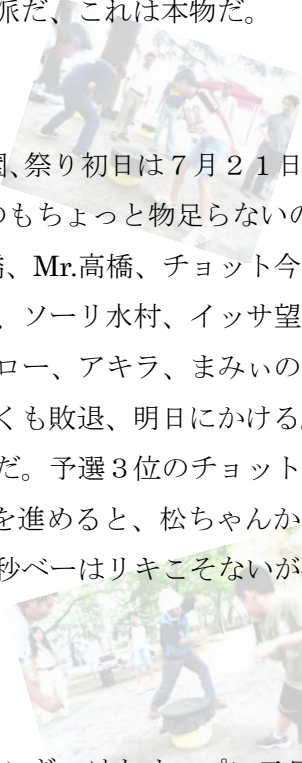 派だ、これは本物だ。
園、祭り初日は７月２１日
つもちょっと物足らないの
橋、Mr.高橋、チョット今
、ソーリ水村、イッサ望
ロー、アキラ、まみぃの
くも敗退、明日にかける
だ。予選３位のチョット
を進めると、松ちゃんか
秒ベーはリキこそないが